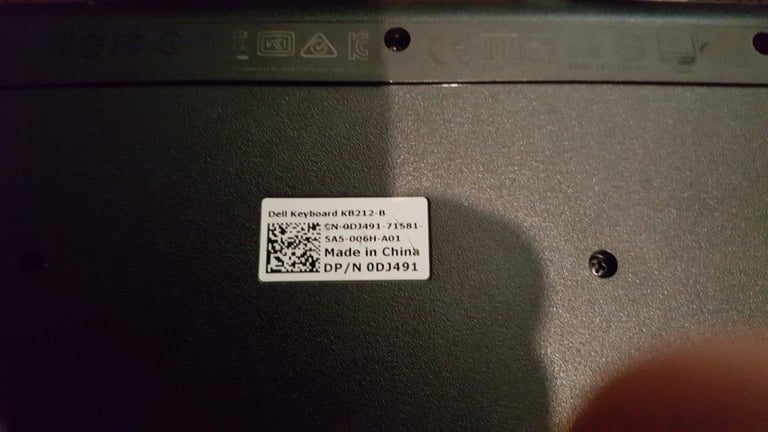 Dell Keyboard KB212-B
CN-0DJ491-71581-
5A5-006H-A01
Made in China
DP/N 0DJ491